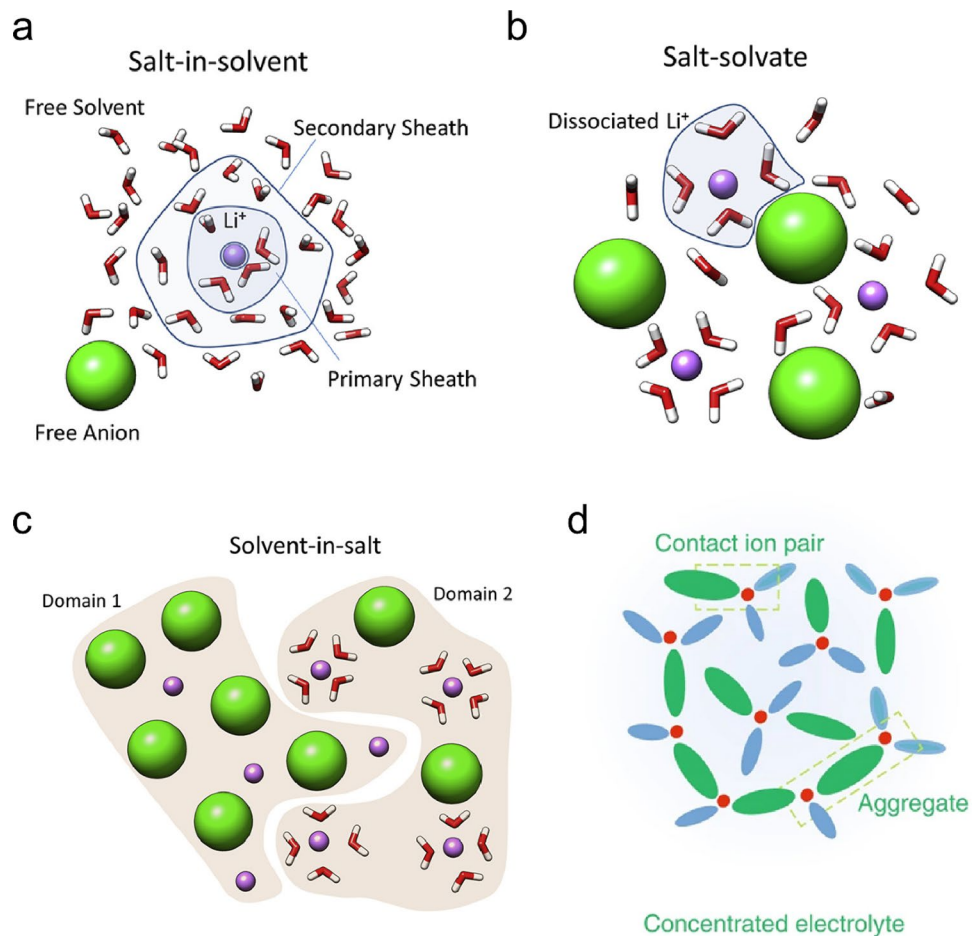 a
Salt-in-solvent
Free Solvent
Secondary Sheath
Li⁺
Primary Sheath
Free Anion
b
Salt-solvate
Dissociated Li⁺
c
Solvent-in-salt
Domain 1
Domain 2
d
Contact ion pair
Aggregate
Concentrated electrolyte